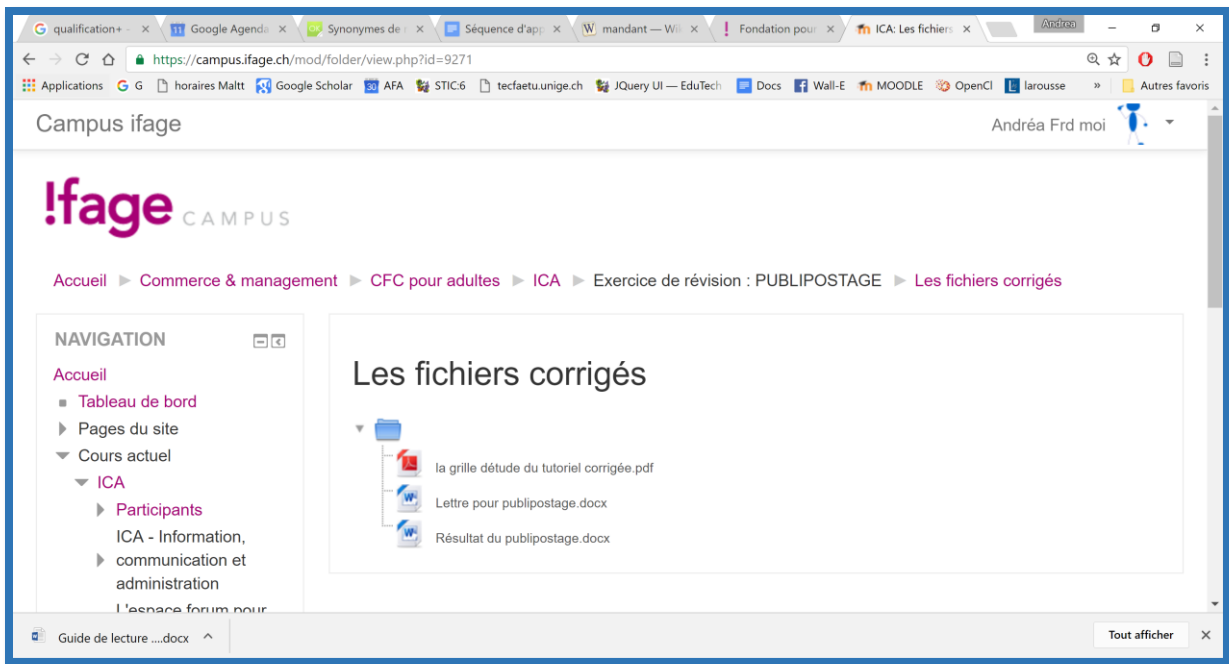 qualification+ - Google Agenda Synonymes de Séquence d'app mandant — Wi Fondation pour ICA: Les fichiers Andrea
https://campus.ifage.ch/mod/folder/view.php?id=9271
Applications G horaires Maltt Google Scholar AFA STIC:6 tecfaetu.unige.ch JQuery UI — EduTech Docs Wall-E MOODLE OpenCl larousse » Autres favoris
Campus ifage Andréa Frd moi
!fage CAMPUS
Accueil Commerce & management CFC pour adultes ICA Exercice de révision : PUBLIPOSTAGE Les fichiers corrigés
NAVIGATION
Accueil
Tableau de bord
Pages du site
Cours actuel
ICA
Participants
ICA - Information,
communication et
administration
L'espace forum pour
Les fichiers corrigés
la grille détude du tutoriel corrigée.pdf
Lettre pour publipostage.docx
Résultat du publipostage.docx
Guide de lecture ....docx Tout afficher